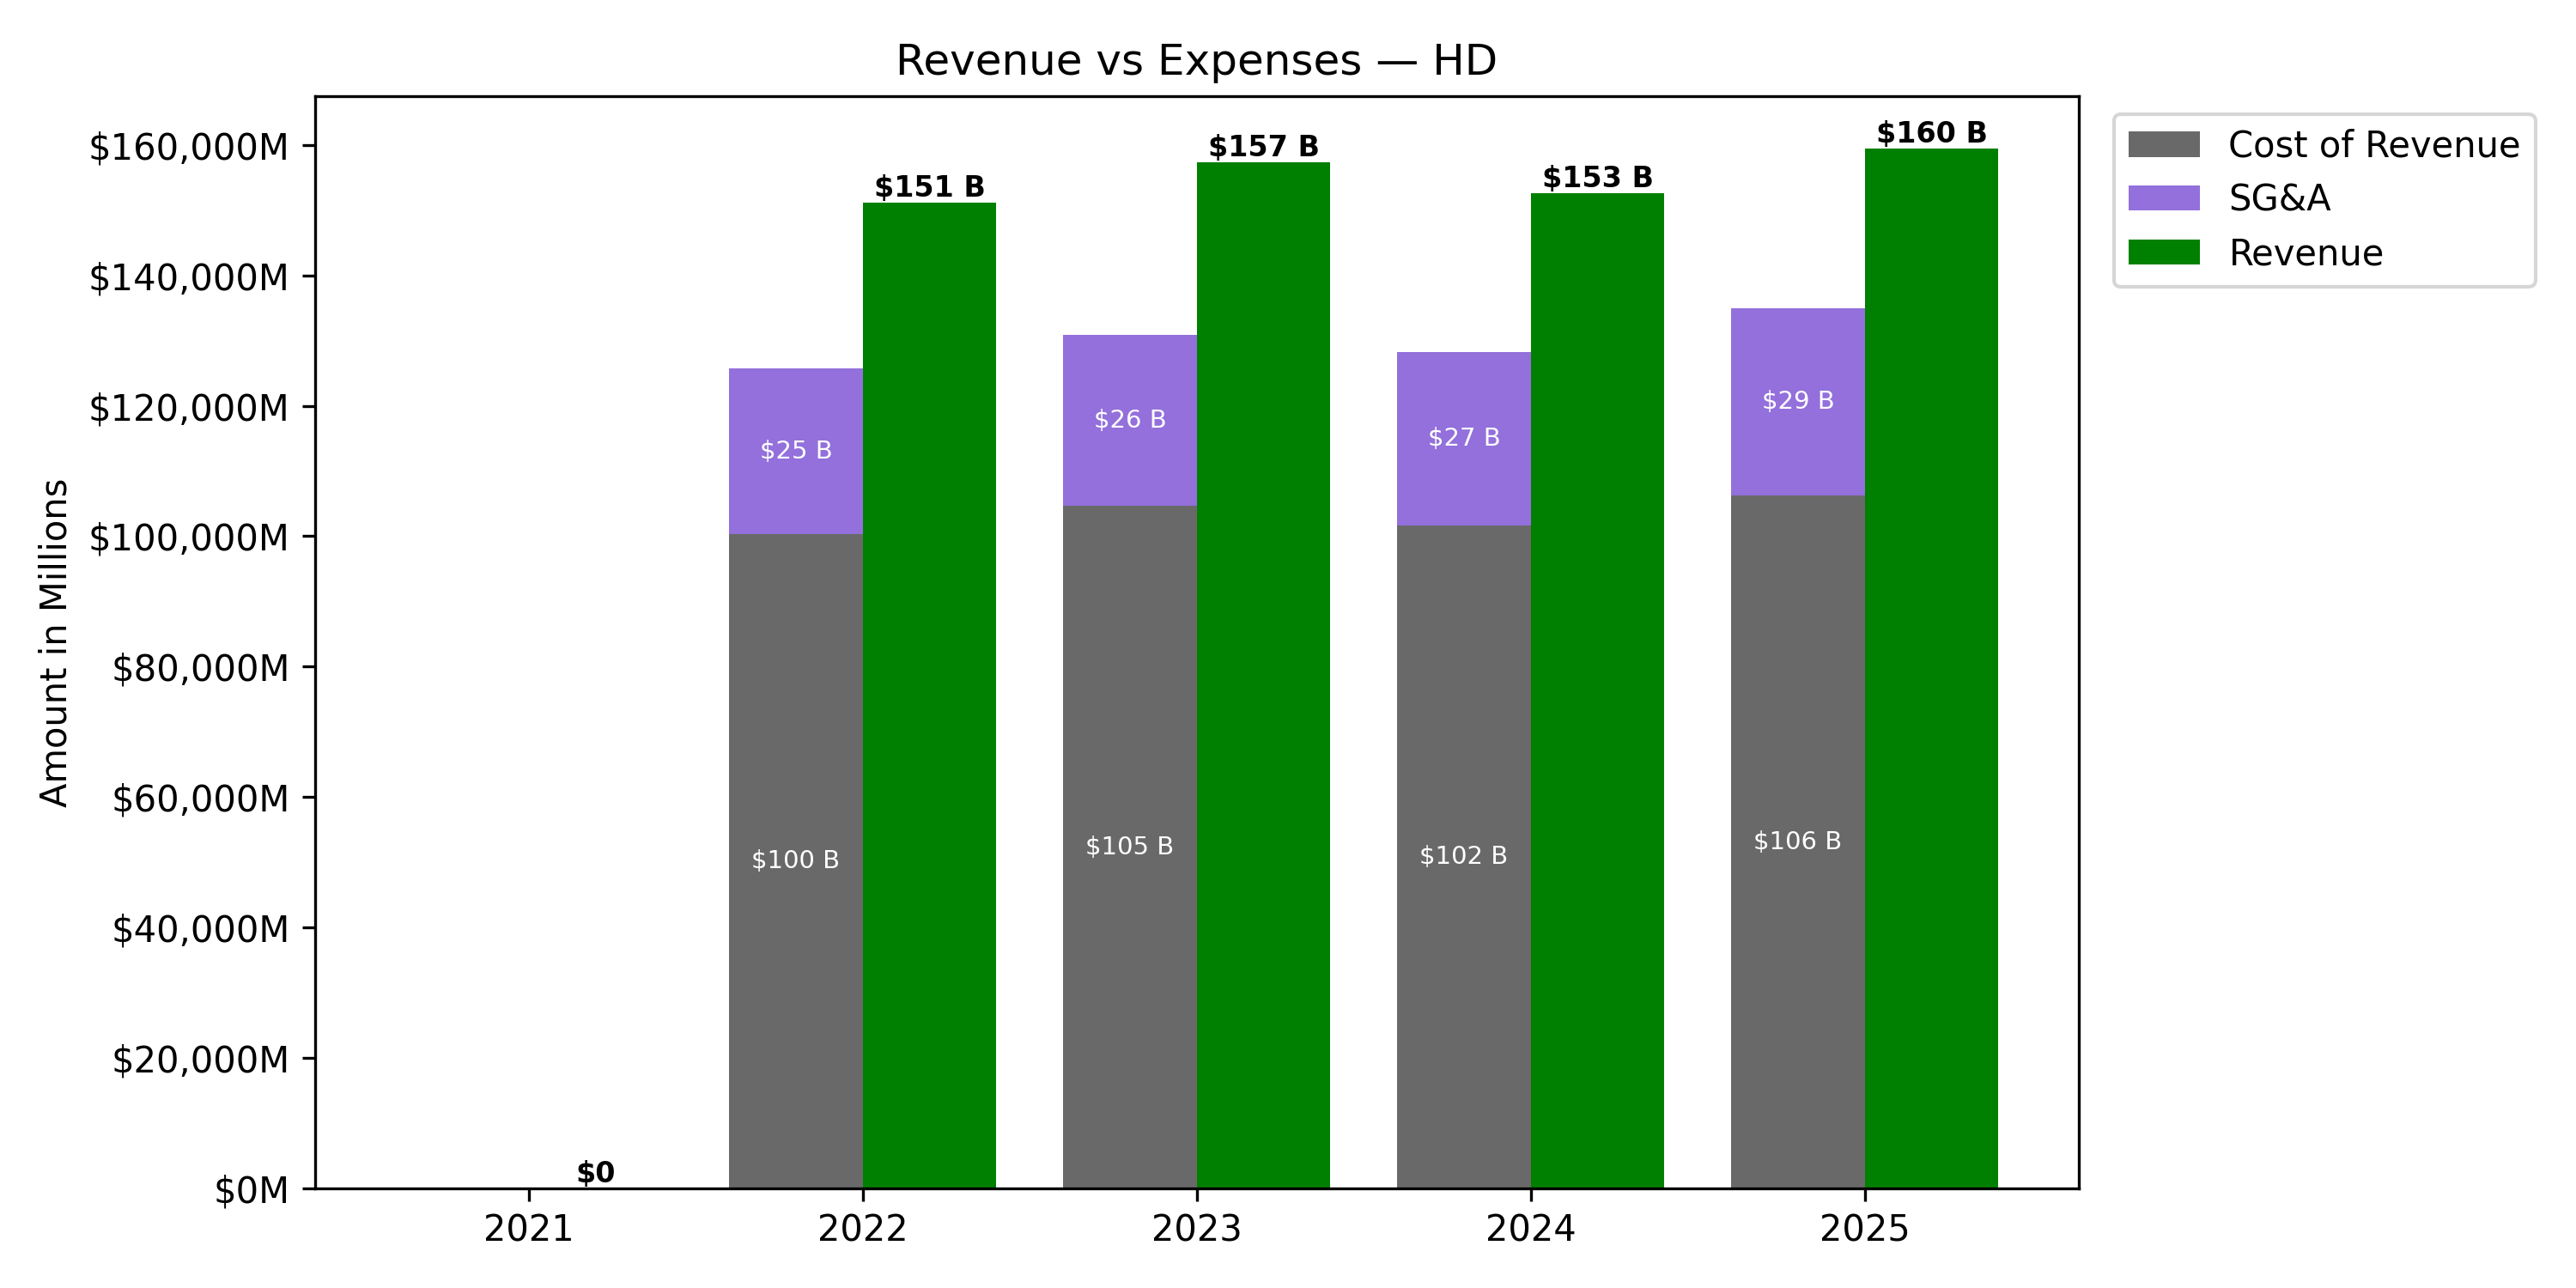 Revenue vs Expenses — HD
Cost of Revenue
SG&A
Revenue
Amount in Millions
$160,000M
$140,000M
$120,000M
$100,000M
$80,000M
$60,000M
$40,000M
$20,000M
$0M
$0
$151 B
$25 B
$100 B
$157 B
$26 B
$105 B
$153 B
$27 B
$102 B
$160 B
$29 B
$106 B
2021
2022
2023
2024
2025